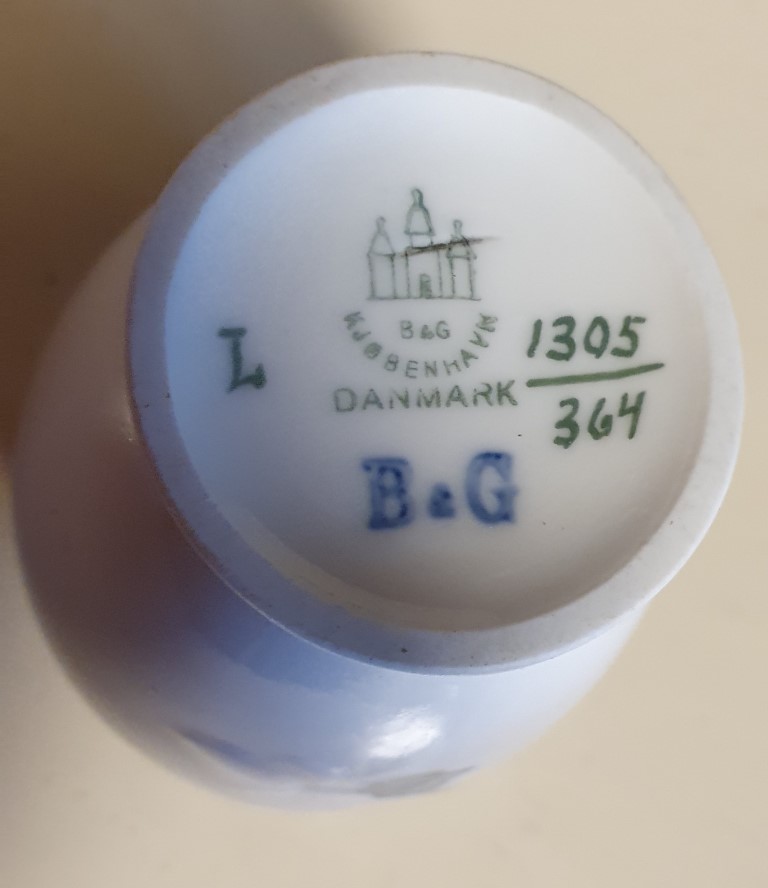 B&G
KJØBENHAVN
DANMARK
L
1305
364
B&G